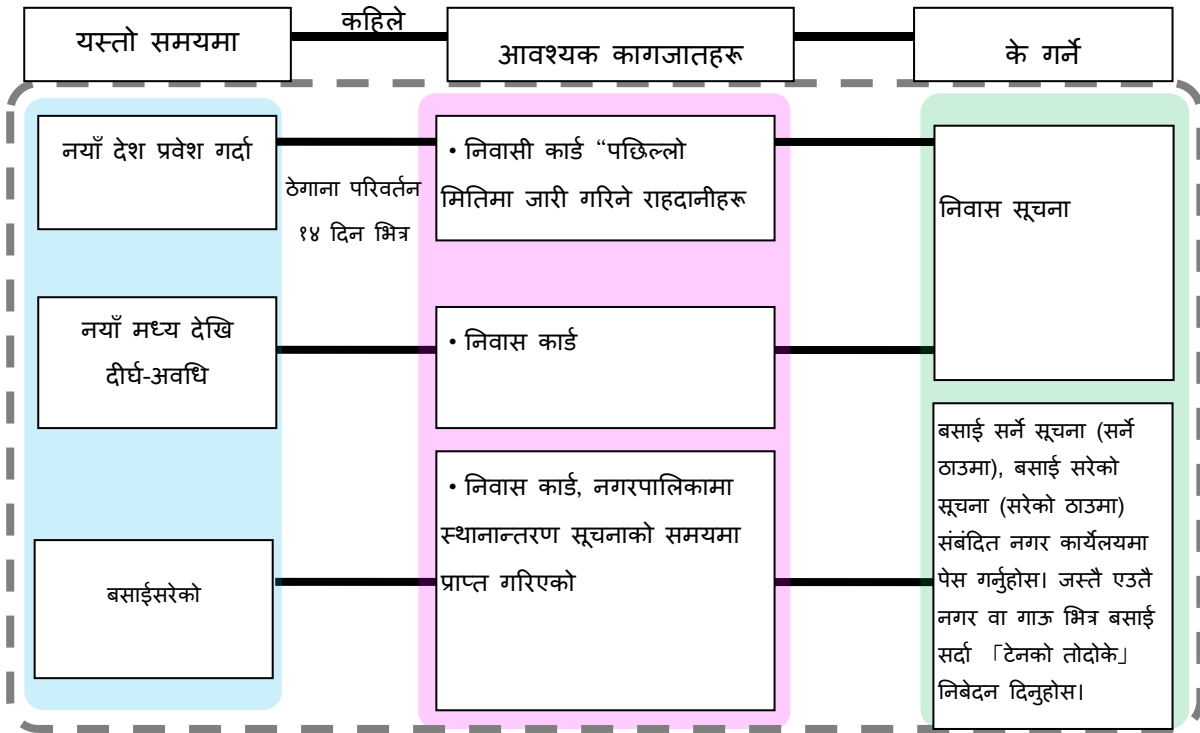 यस्तो समयमा
कहिले
आवश्यक कागजातहरू
के गर्ने
नयाँ देश प्रवेश गर्दा
ठेगाना परिवर्तन
१४ दिन भित्र
• निवासी कार्ड “पछिल्लो
मितिमा जारी गरिने राहदानीहरू
निवास सूचना
नयाँ मध्य देखि
दीर्घ-अवधि
• निवास कार्ड
बसाईसरेको
• निवास कार्ड, नगरपालिकामा
स्थानान्तरण सूचनाको समयमा
प्राप्त गरिएको
बसाई सर्ने सूचना (सर्ने
ठाउमा), बसाई सरेको
सूचना (सरेको ठाउमा)
संबंदित नगर कार्येलयमा
पेस गर्नुहोस। जस्तै एउतै
नगर वा गाऊ भित्र बसाई
सर्दा 「टेनको तोदोके」
निबेदन दिनुहोस।